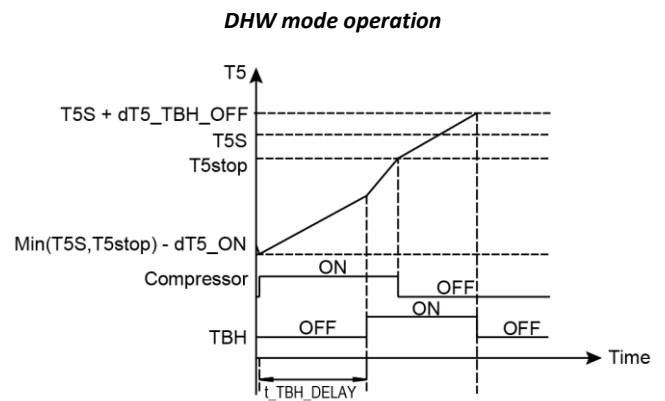 DHW mode operation
T5
T5S + dT5_TBH_OFF
T5S
T5stop
Min(T5S,T5stop) - dT5_ON
ON
Compressor
OFF
ON
TBH
OFF
OFF
Time
t_TBH_DELAY